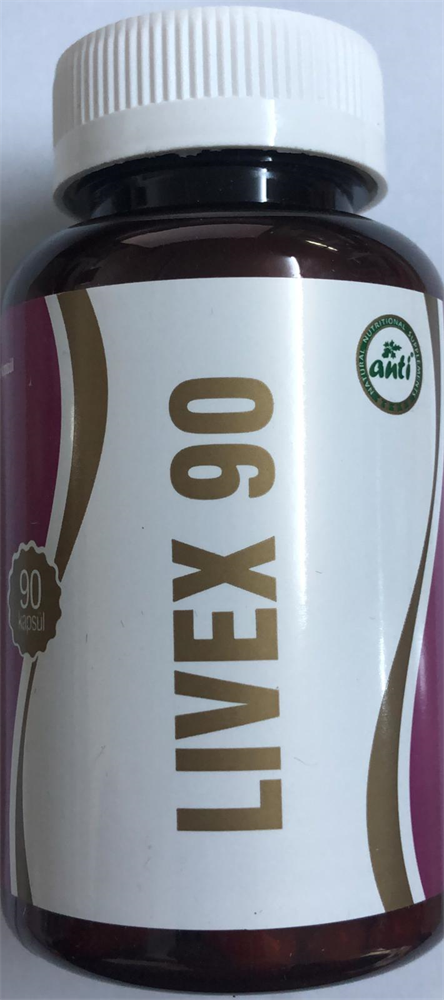 LIVEX 90
90
kapsül
NATURAL NUTRITIONAL SUPPLEMENTS
anti